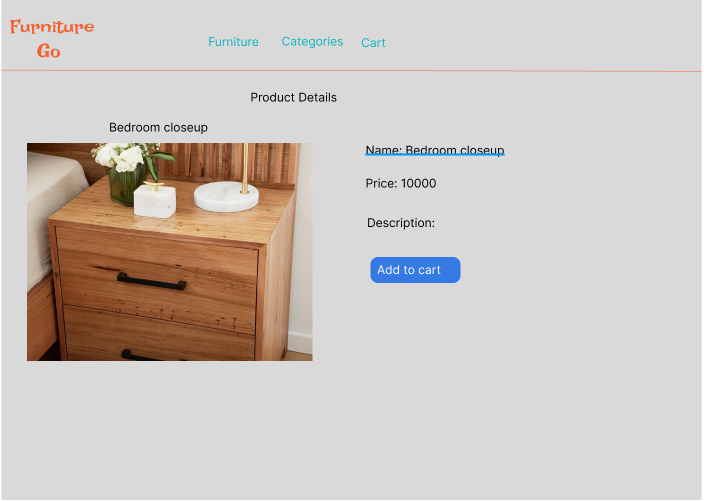 Furniture
Go
Furniture Categories Cart
Product Details
Bedroom closeup
Name: Bedroom closeup
Price: 10000
Description:
Add to cart